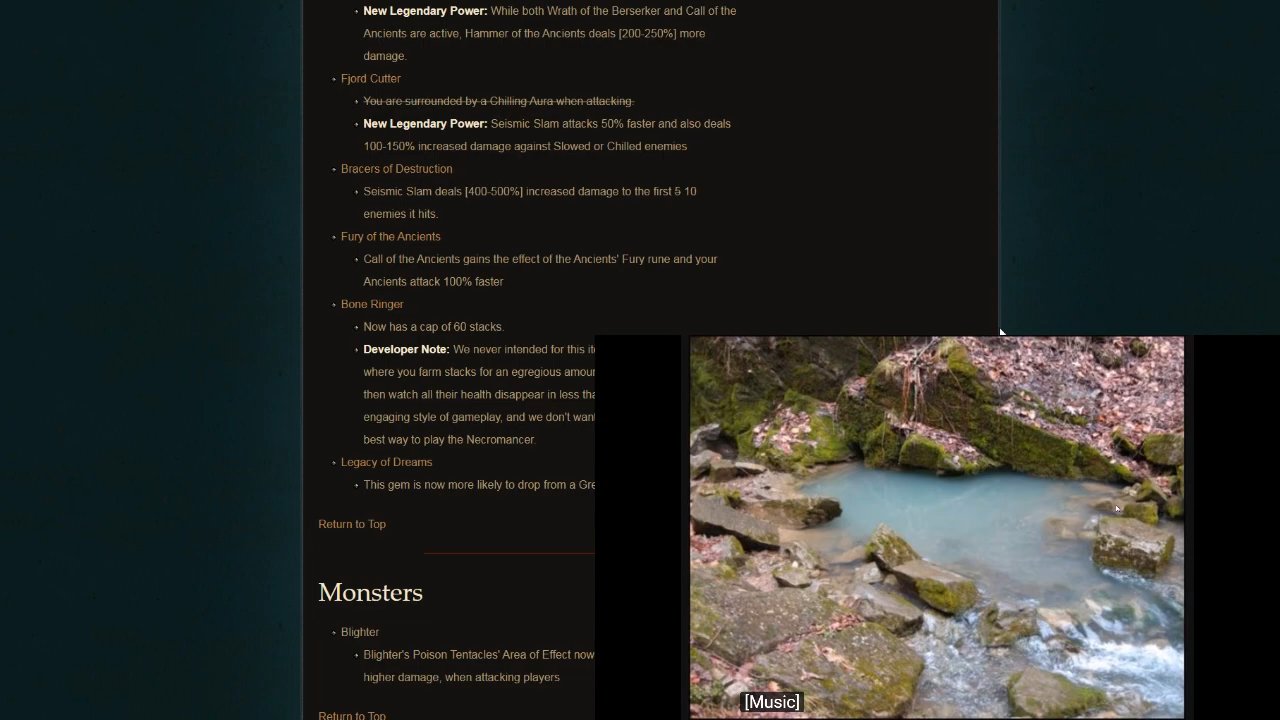 New Legendary Power: While both Wrath of the Berserker and Call of the
Ancients are active, Hammer of the Ancients deals [200-250%] more
damage.
Fjord Cutter
You are surrounded by a Chilling Aura when attacking.
New Legendary Power: Seismic Slam attacks 50% faster and also deals
100-150% increased damage against Slowed or Chilled enemies
Bracers of Destruction
Seismic Slam deals [400-500%] increased damage to the first 5 10
enemies it hits.
Fury of the Ancients
Call of the Ancients gains the effect of the Ancients' Fury rune and your
Ancients attack 100% faster
Bone Ringer
Now has a cap of 60 stacks.
Developer Note: We never intended for this
where you farm stacks for an egregious
then watch all their health disappear in less
engaging style of gameplay, and we don't want
best way to play the Necromancer.
Legacy of Dreams
This gem is now more likely to drop from a
Return to Top
Monsters
Blighter
Blighter's Poison Tentacles' Area of Effect now
higher damage, when attacking players
Return to Top
[Music]